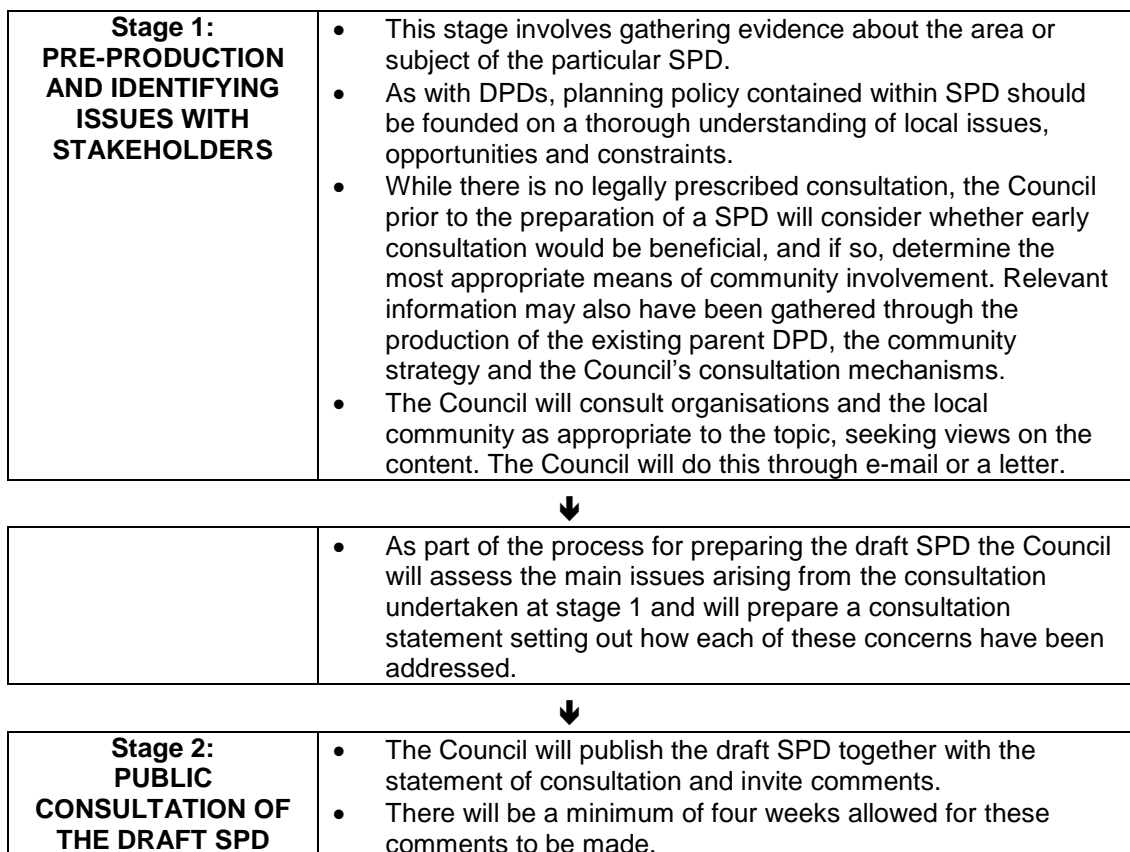 Stage 1:
PRE-PRODUCTION
AND IDENTIFYING
ISSUES WITH
STAKEHOLDERS
• This stage involves gathering evidence about the area or
subject of the particular SPD.
• As with DPDs, planning policy contained within SPD should
be founded on a thorough understanding of local issues,
opportunities and constraints.
• While there is no legally prescribed consultation, the Council
prior to the preparation of a SPD will consider whether early
consultation would be beneficial, and if so, determine the
most appropriate means of community involvement. Relevant
information may also have been gathered through the
production of the existing parent DPD, the community
strategy and the Council's consultation mechanisms.
• The Council will consult organisations and the local
community as appropriate to the topic, seeking views on the
content. The Council will do this through e-mail or a letter.
• As part of the process for preparing the draft SPD the Council
will assess the main issues arising from the consultation
undertaken at stage 1 and will prepare a consultation
statement setting out how each of these concerns have been
addressed.
Stage 2:
PUBLIC
CONSULTATION OF
THE DRAFT SPD
• The Council will publish the draft SPD together with the
statement of consultation and invite comments.
• There will be a minimum of four weeks allowed for these
comments to be made.